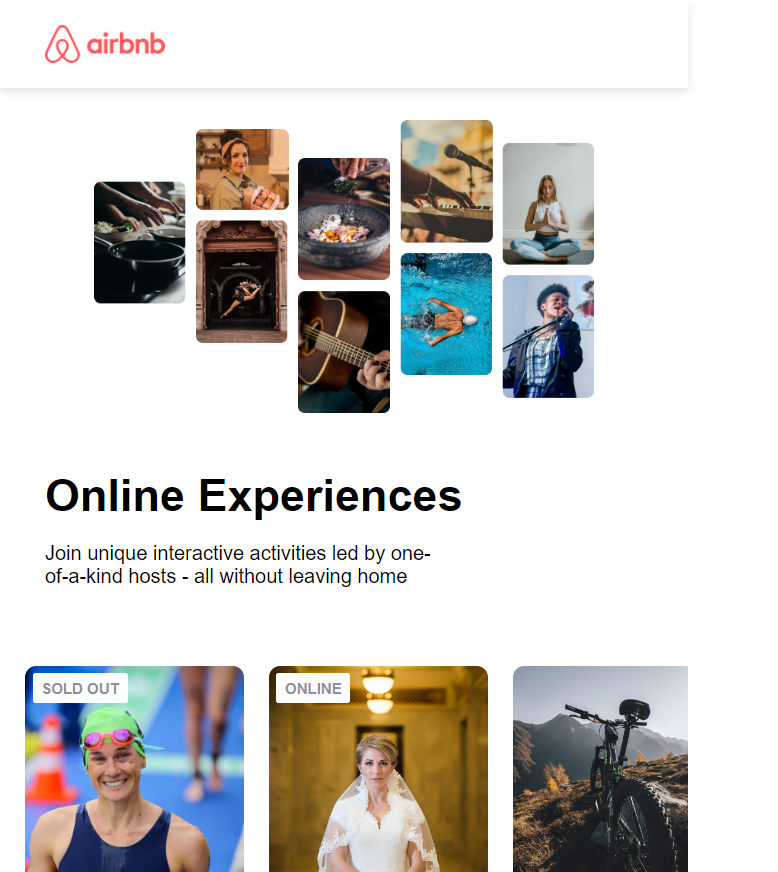 airbnb
Online Experiences
Join unique interactive activities led by one-
of-a-kind hosts - all without leaving home
SOLD OUT
ONLINE